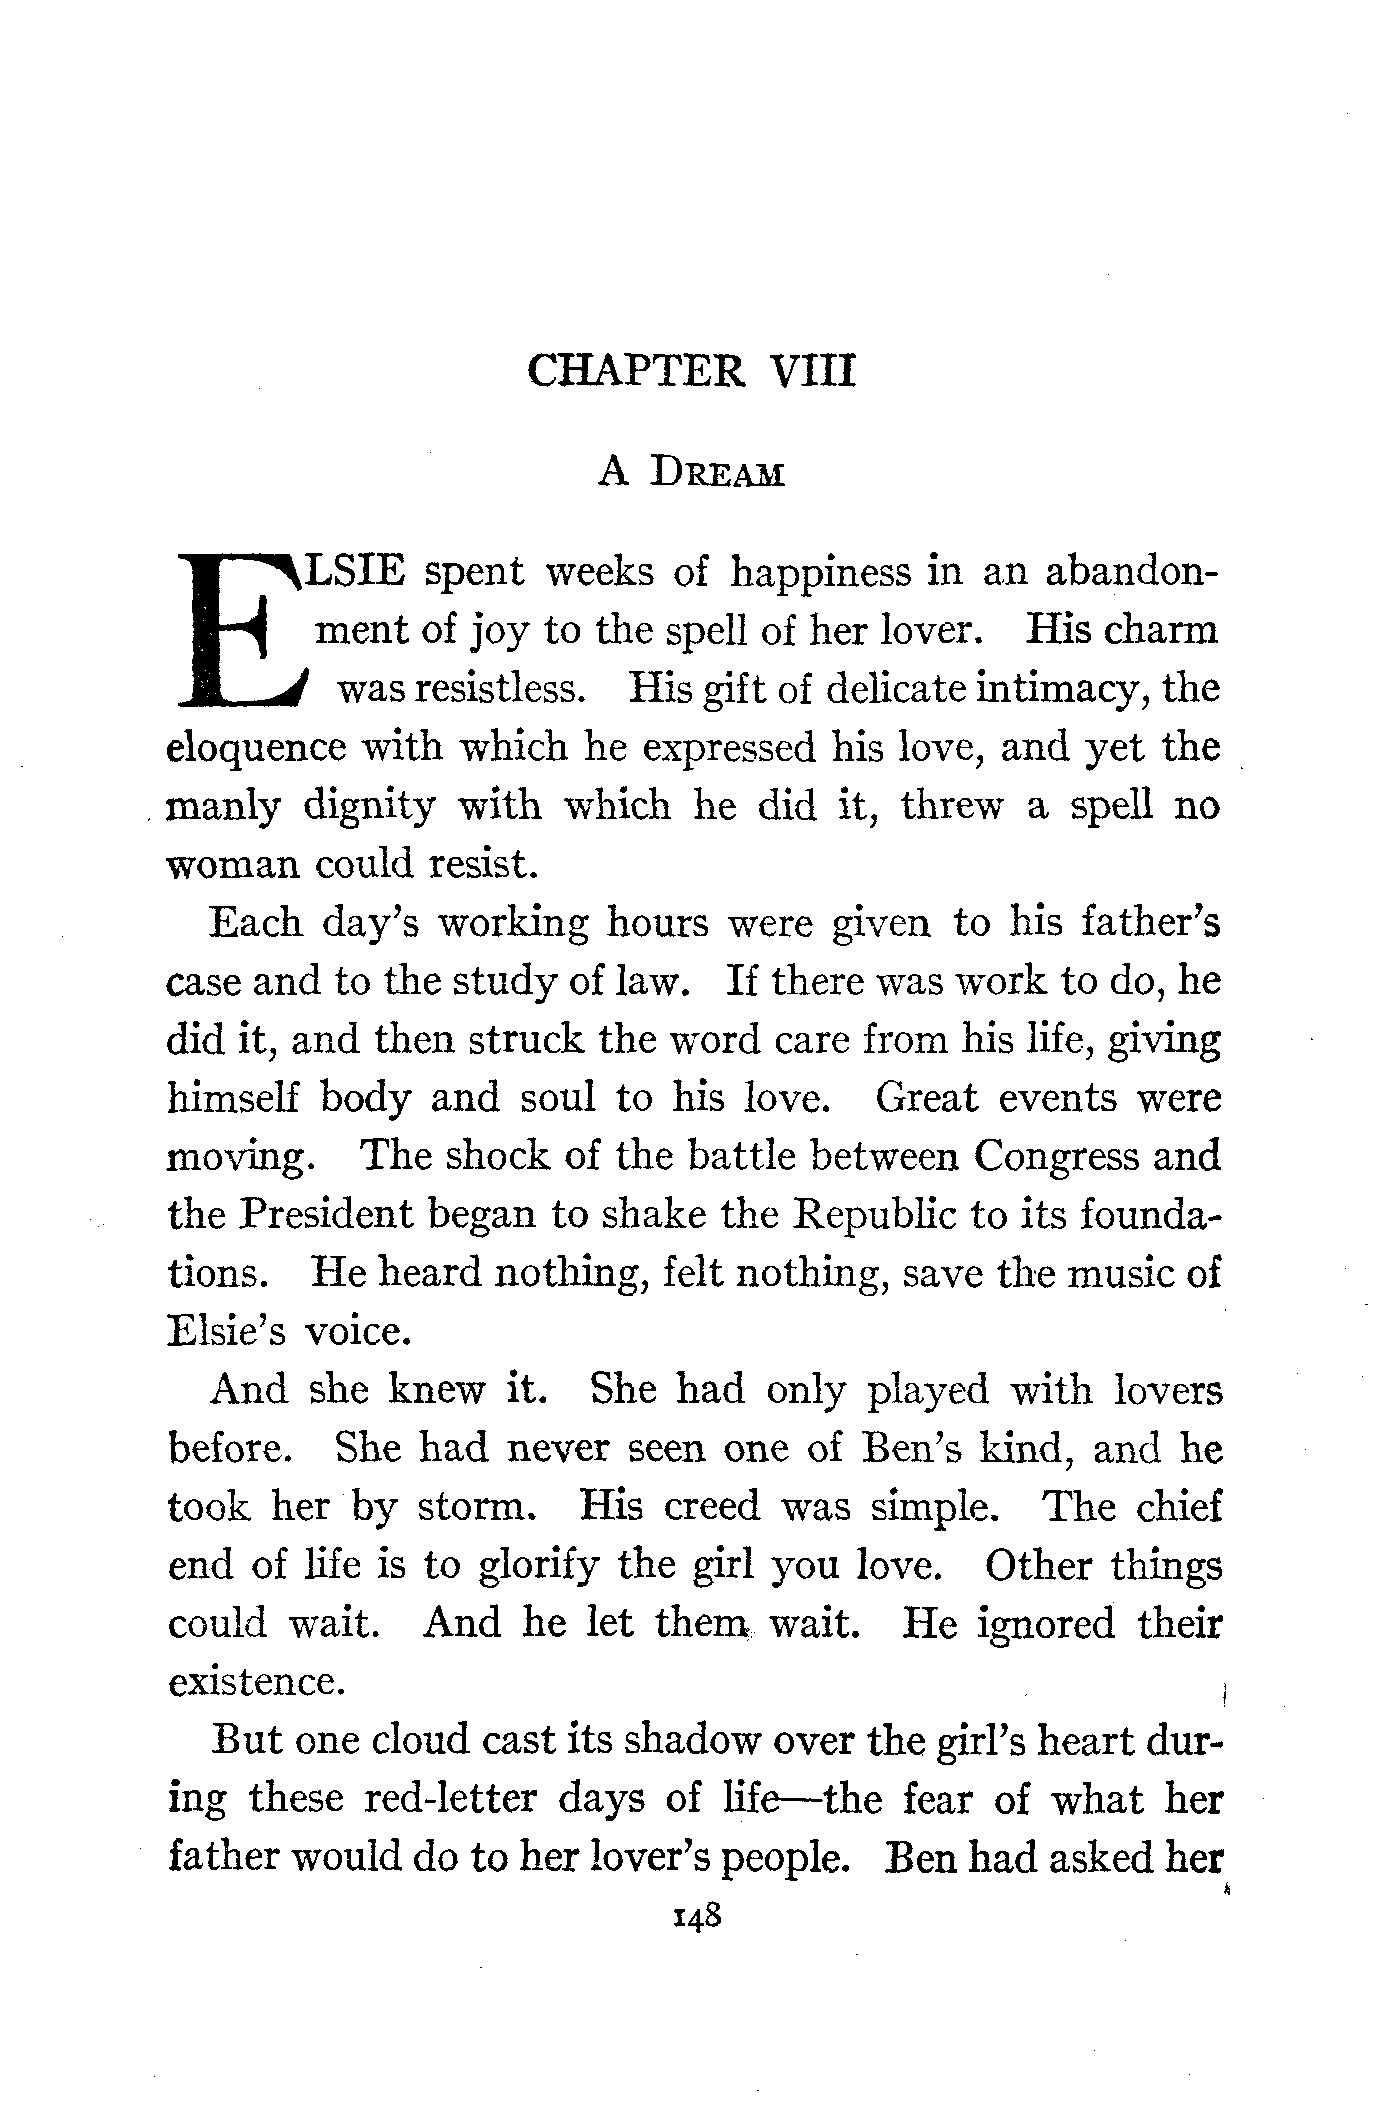 CHAPTER VIII
A DREAM
ELSIE spent weeks of happiness in an abandon-
ment of joy to the spell of her lover. His charm
was resistless. His gift of delicate intimacy, the
eloquence with which he expressed his love, and yet the
manly dignity with which he did it, threw a spell no
woman could resist.
Each day's working hours were given to his father's
case and to the study of law. If there was work to do, he
did it, and then struck the word care from his life, giving
himself body and soul to his love. Great events were
moving. The shock of the battle between Congress and
the President began to shake the Republic to its founda-
tions. He heard nothing, felt nothing, save the music of
Elsie's voice.
And she knew it. She had only played with lovers
before. She had never seen one of Ben's kind, and he
took her by storm. His creed was simple. The chief
end of life is to glorify the girl you love. Other things
could wait. And he let them wait. He ignored their
existence.
But one cloud cast its shadow over the girl's heart dur-
ing these red-letter days of life—the fear of what her
father would do to her lover's people. Ben had asked her
148